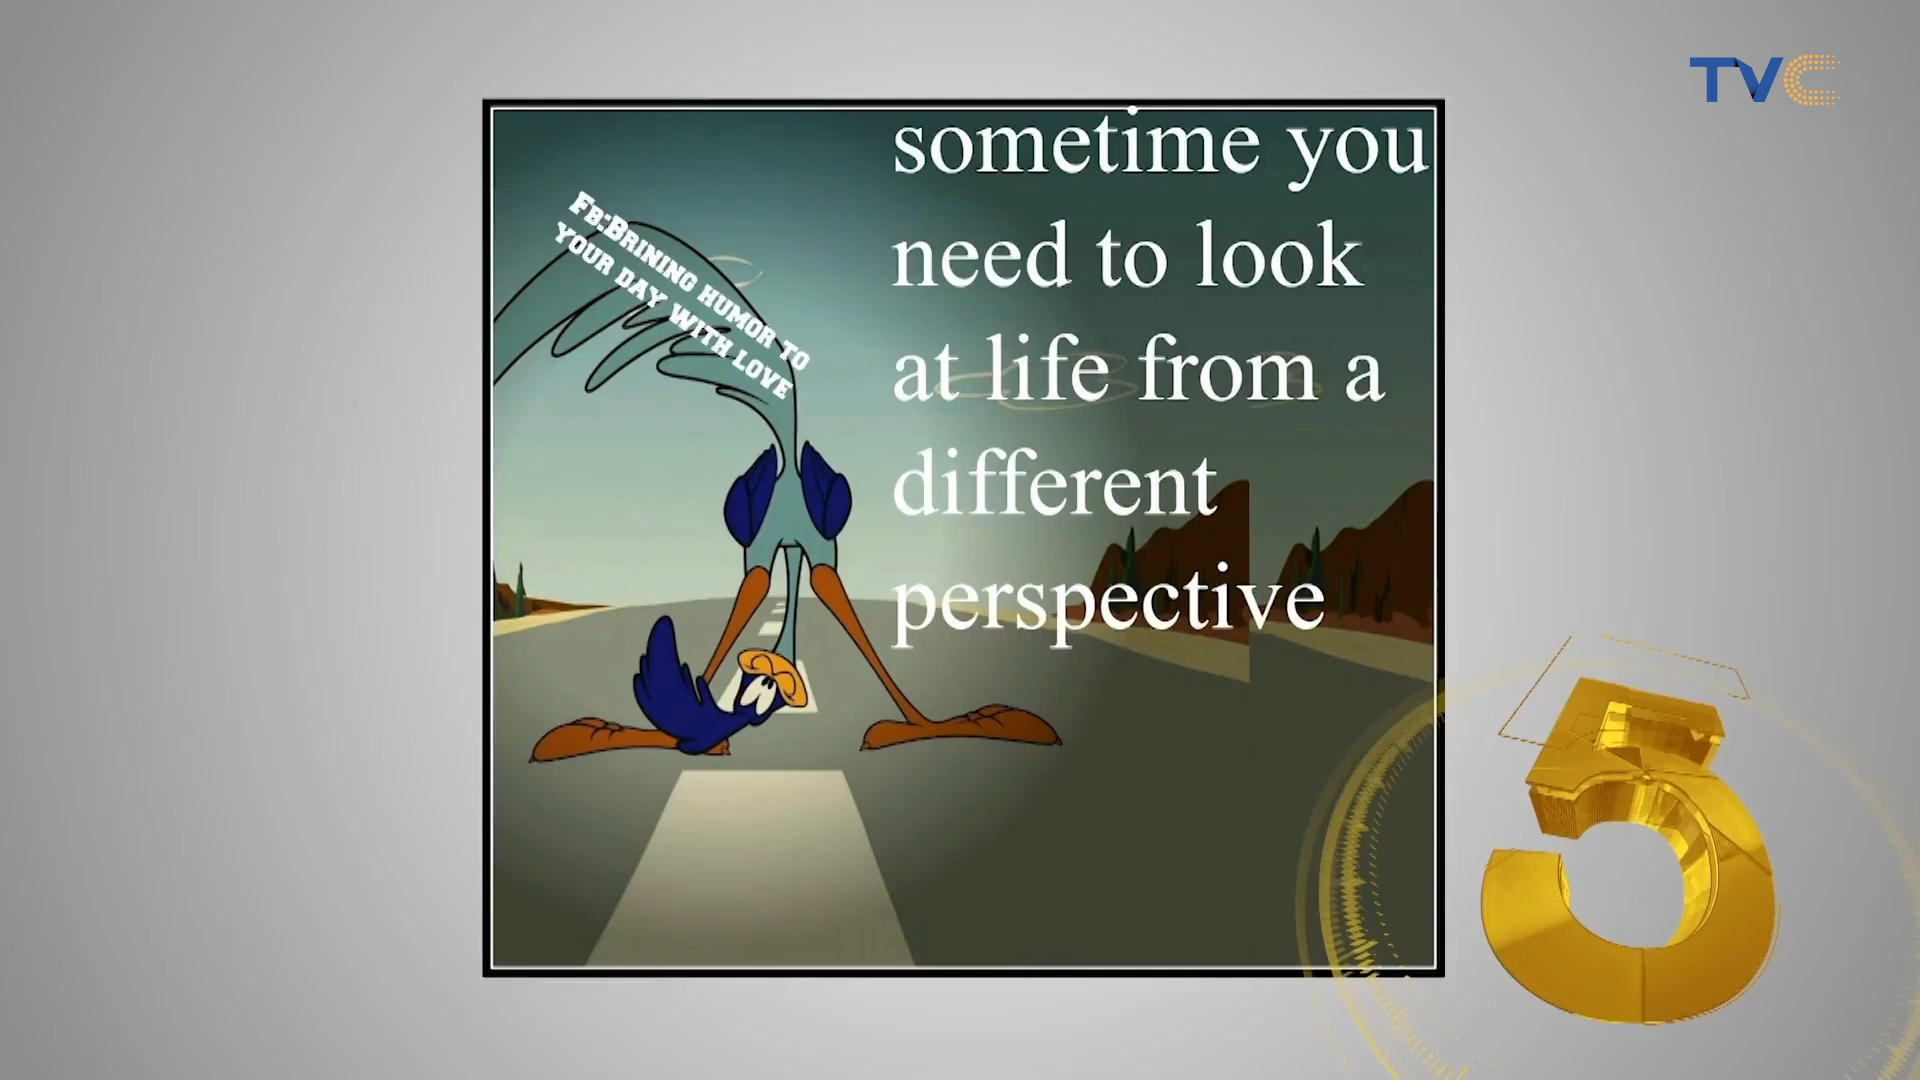 TVC
sometime you
need to look
at life from a
different
perspective
Fb:Brining humor to
your day with love
5